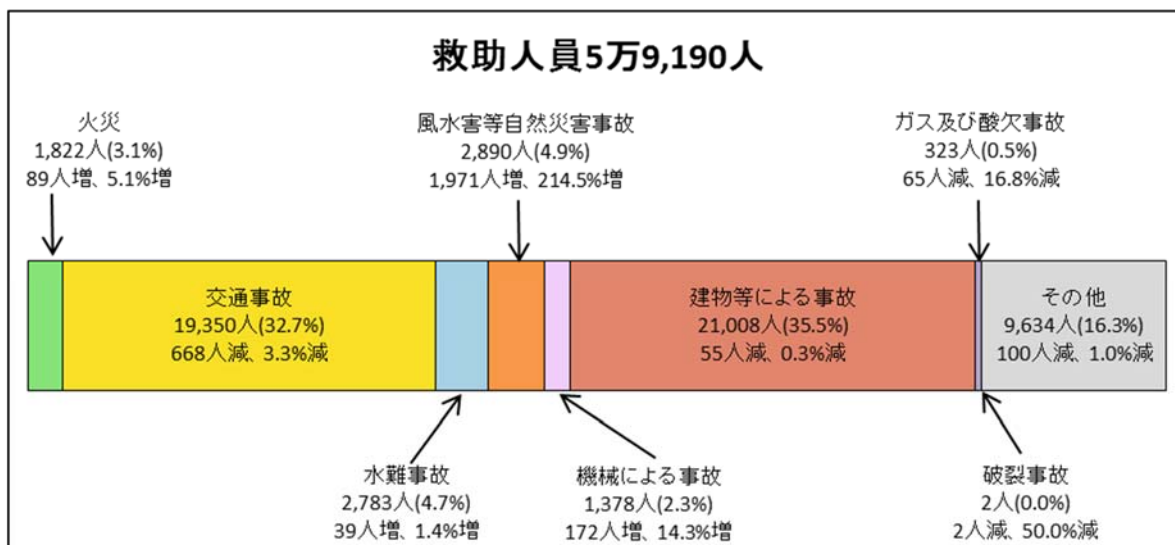 救助人員5万9,190人
火災
1,822人(3.1%)
89人増、5.1%増
風水害等自然災害事故
2,890人(4.9%)
1,971人増、214.5%増
ガス及び酸欠事故
323人(0.5%)
65人減、16.8%減
交通事故
19,350人(32.7%)
668人減、3.3%減
建物等による事故
21,008人(35.5%)
55人減、0.3%減
その他
9,634人(16.3%)
100人減、1.0%減
水難事故
2,783人(4.7%)
39人増、1.4%増
機械による事故
1,378人(2.3%)
172人増、14.3%増
破裂事故
2人(0.0%)
2人減、50.0%減